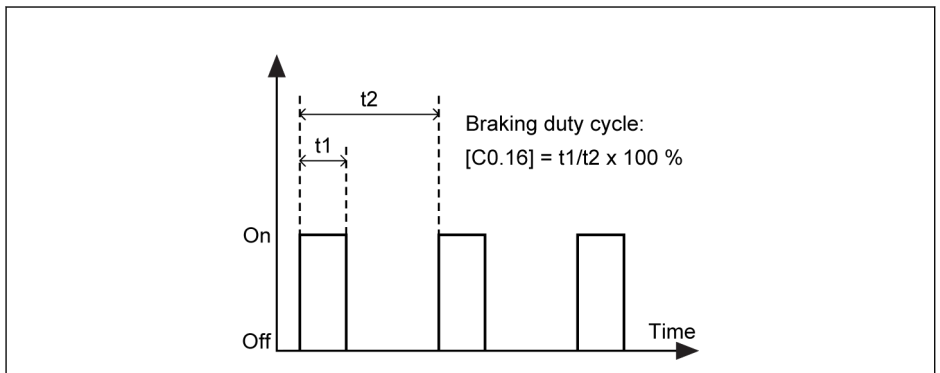 t2
Braking duty cycle:
t1
[C0.16] = t1/t2 x 100 %
On
Off
Time